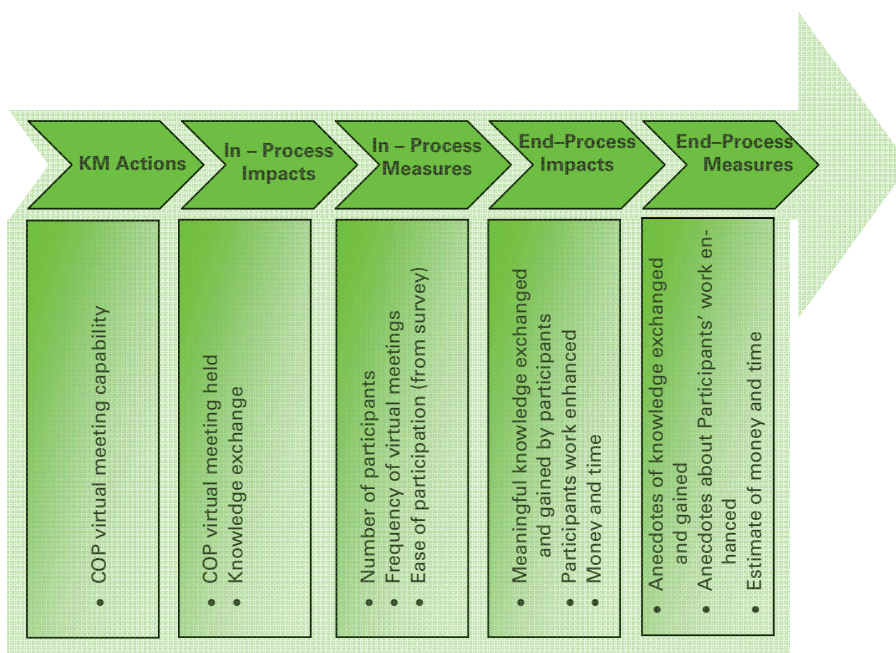 KM Actions
In – Process
Impacts
In – Process
Measures
End–Process
Impacts
End–Process
Measures
• COP virtual meeting capability
• COP virtual meeting held
• Knowledge exchange
• Number of participants
• Frequency of virtual meetings
• Ease of participation (from survey)
• Meaningful knowledge exchanged
and gained by participants
• Participants work enhanced
• Money and time
• Anecdotes of knowledge exchanged
and gained
• Anecdotes about Participants’ work en-
hanced
• Estimate of money and time